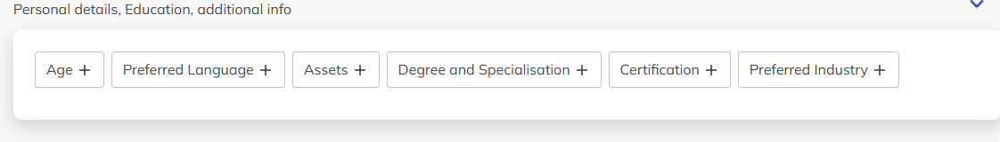 Personal details, Education, additional info
Age + Preferred Language + Assets + Degree and Specialisation + Certification + Preferred Industry +